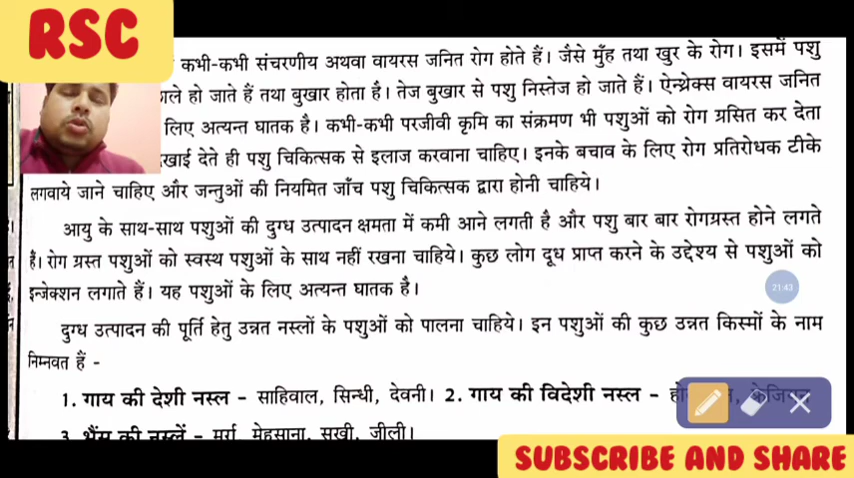 RSC
कभी-कभी संचरणीय अथवा वायरस जनित रोग होते हैं। जैसे मुँह तथा खुर के रोग। इसमें पशु
हो जाते हैं तथा बुखार होता है। तेज बुखार से पशु निस्तेज हो जाते हैं। ऐन्थ्रेक्स वायरस जनित
लिए अत्यन्त घातक है। कभी-कभी परजीवी कृमि का संक्रमण भी पशुओं को रोग ग्रसित कर देता
देते ही पशु चिकित्सक से इलाज करवाना चाहिए। इनके बचाव के लिए रोग प्रतिरोधक टीके
लगवाये जाने चाहिए और जन्तुओं की नियमित जाँच पशु चिकित्सक द्वारा होनी चाहिये।
आयु के साथ-साथ पशुओं की दुग्ध उत्पादन क्षमता में कमी आने लगती है और पशु बार बार रोगग्रस्त होने लगते
हैं। रोग ग्रस्त पशुओं को स्वस्थ पशुओं के साथ नहीं रखना चाहिये। कुछ लोग दूध प्राप्त करने के उद्देश्य से पशुओं को
इन्जेक्शन लगाते हैं। यह पशुओं के लिए अत्यन्त घातक है।
21:43
दुग्ध उत्पादन की पूर्ति हेतु उन्नत नस्लों के पशुओं को पालना चाहिये। इन पशुओं की कुछ उन्नत किस्मों के नाम
निम्नवत हैं -
1. गाय की देशी नस्ल - साहिवाल, सिन्धी, देवनी। 2. गाय की विदेशी नस्ल -
3. भैंस की नस्लें - मुर्रा, मेहसाना, सुरखी, जीली।
SUBSCRIBE AND SHARE